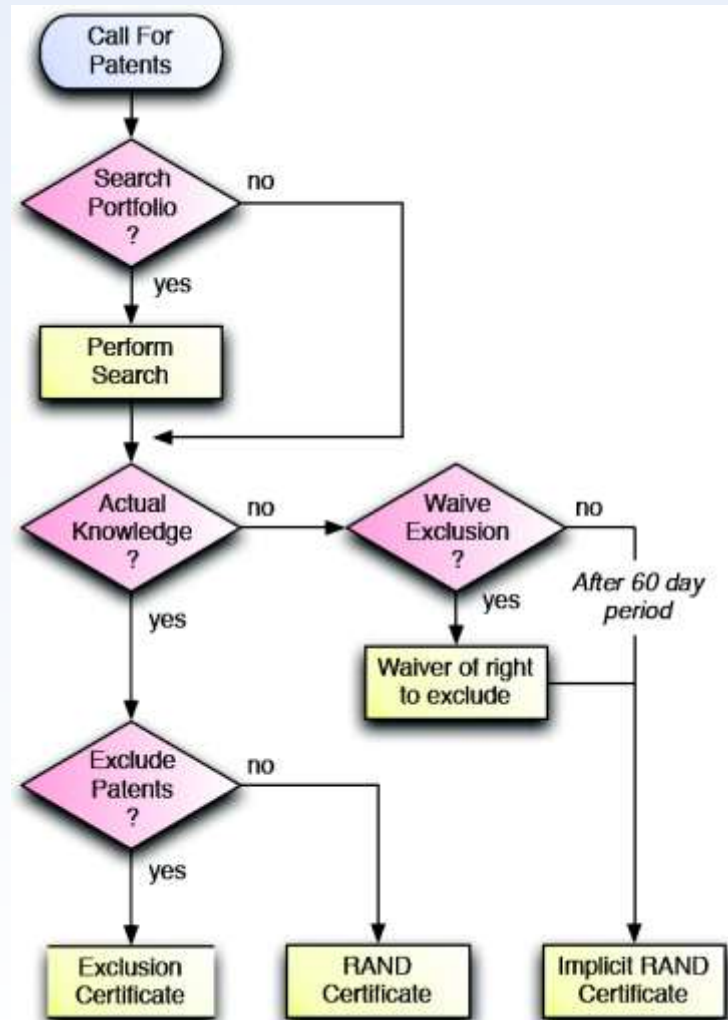 Call For
Patents
Search
Portfolio
?
no
yes
Perform
Search
Actual
Knowledge
?
no
Waive
Exclusion
?
no
After 60 day
period
yes
yes
Waiver of right
to exclude
Exclude
Patents
?
no
yes
Exclusion
Certificate
RAND
Certificate
Implicit RAND
Certificate